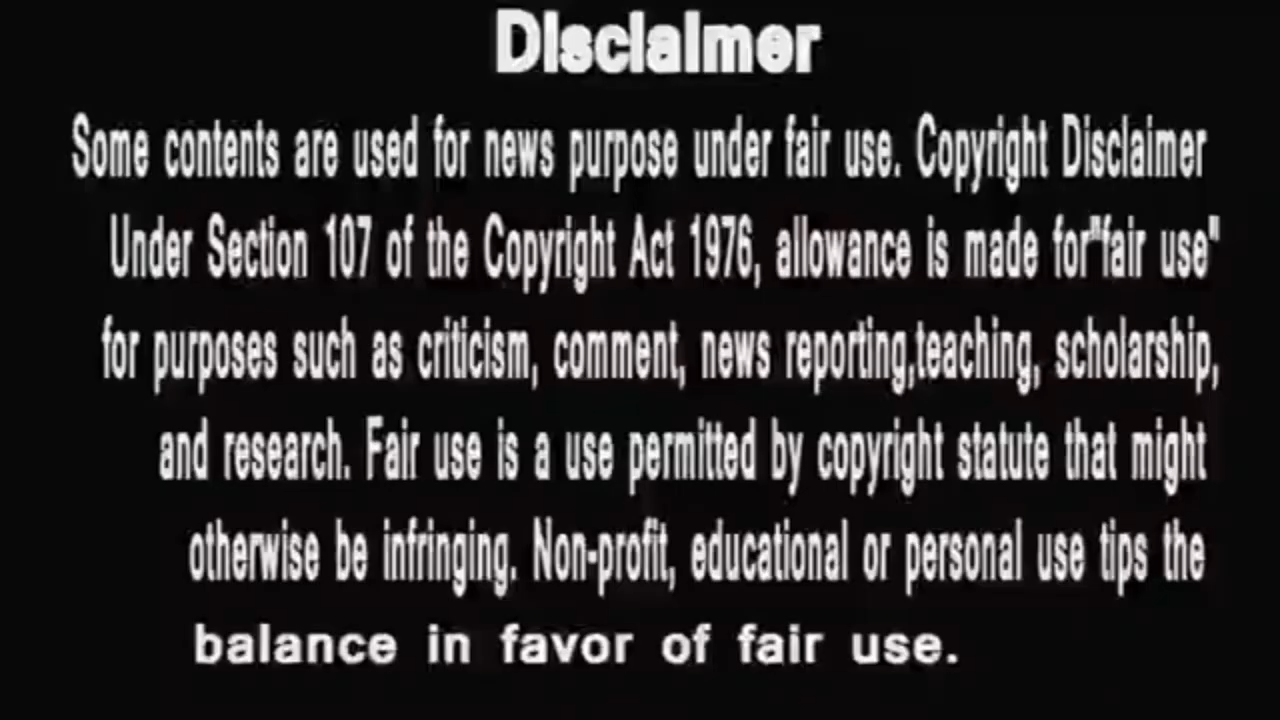 Disclaimer
Some contents are used for news purpose under fair use. Copyright Disclaimer
Under Section 107 of the Copyright Act 1976, allowance is made for"fair use"
for purposes such as criticism, comment, news reporting,teaching, scholarship,
and research. Fair use is a use permitted by copyright statute that might
otherwise be infringing. Non-profit, educational or personal use tips the
balance in favor of fair use.